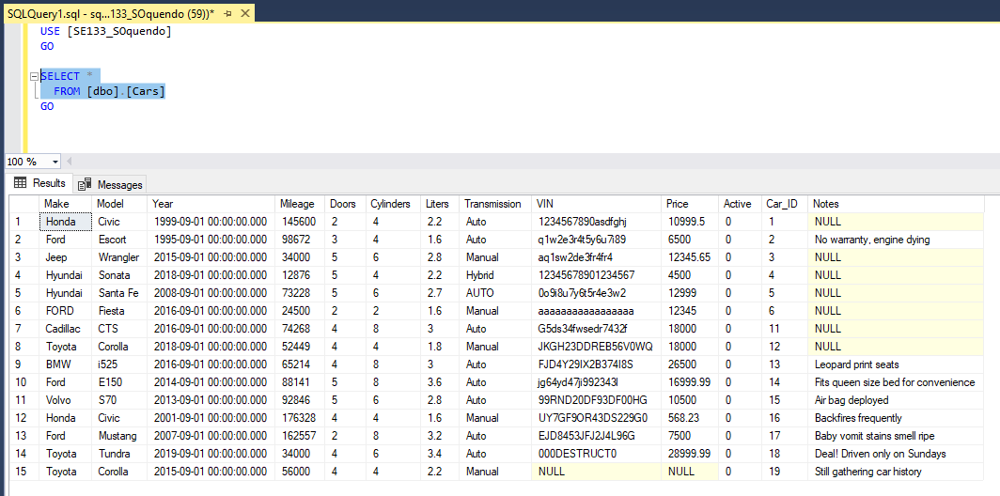 SQLQuery1.sql - sq...133_SOquendo (59))*
USE [SE133_SOquendo]
GO
SELECT *
FROM [dbo].[Cars]
GO
100 %
Results Messages
Make Model Year Mileage Doors Cylinders Liters Transmission VIN Price Active Car_ID Notes
1 Honda Civic 1999-09-01 00:00:00.000 145600 2 4 2.2 Auto 1234567890asdfghj 10999.5 0 1 NULL
2 Ford Escort 1995-09-01 00:00:00.000 98672 3 4 1.6 Auto q1w2e3r4t5y6u7i89 6500 0 2 No warranty, engine dying
3 Jeep Wrangler 2015-09-01 00:00:00.000 34000 5 6 2.8 Manual aq1sw2de3fr4fr4 12345.65 0 3 NULL
4 Hyundai Sonata 2018-09-01 00:00:00.000 12876 5 4 2.2 Hybrid 12345678901234567 4500 0 4 NULL
5 Hyundai Santa Fe 2008-09-01 00:00:00.000 73228 5 6 2.7 AUTO 0o9i8u7y6t5r4e3w2 12999 0 5 NULL
6 FORD Fiesta 2016-09-01 00:00:00.000 24500 2 2 1.6 Manual aaaaaaaaaaaaaaaaa 12345 0 6 NULL
7 Cadillac CTS 2016-09-01 00:00:00.000 74268 4 8 3 Auto G5ds34fwsedr7432f 18000 0 11 NULL
8 Toyota Corolla 2018-09-01 00:00:00.000 52449 4 4 1.8 Manual JKGH23DDREB56V0WQ 18000 0 12 NULL
9 BMW i525 2016-09-01 00:00:00.000 65214 4 8 3 Auto FJD4Y29IX2B374I8S 26500 0 13 Leopard print seats
10 Ford E150 2014-09-01 00:00:00.000 88141 5 8 3.6 Auto jg64yd47ji992343l 16999.99 0 14 Fits queen size bed for convenience
11 Volvo S70 2013-09-01 00:00:00.000 92846 5 6 2.8 Auto 99RND20DF93DF00HG 10500 0 15 Air bag deployed
12 Honda Civic 2001-09-01 00:00:00.000 176328 4 4 1.6 Manual UY7GF9OR43DS229G0 568.23 0 16 Backfires frequently
13 Ford Mustang 2007-09-01 00:00:00.000 162557 2 8 3.2 Auto EJD8453JFJ2J4L96G 7500 0 17 Baby vomit stains smell ripe
14 Toyota Tundra 2019-09-01 00:00:00.000 34000 4 6 3.4 Auto 000DESTRUCT0 28999.99 0 18 Deal! Driven only on Sundays
15 Toyota Corolla 2015-09-01 00:00:00.000 56000 4 4 2.2 Manual NULL NULL 0 19 Still gathering car history